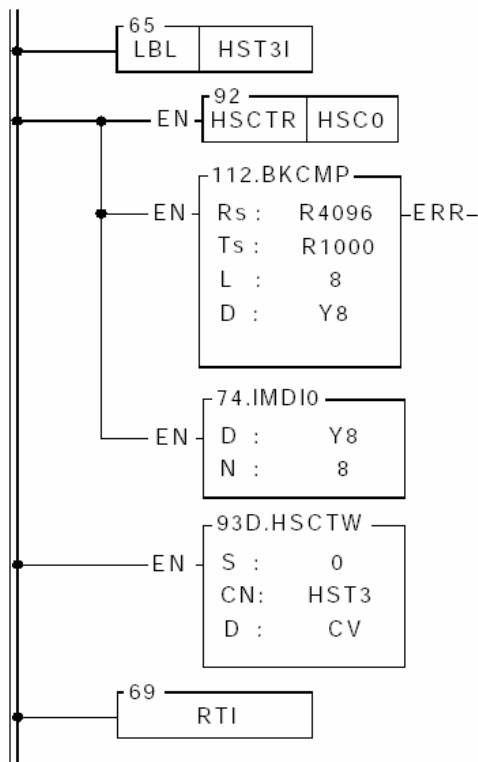 65
LBL HST3I
92
EN HSCTR HSC0
112.BKCMP
EN Rs : R4096 ERR
Ts : R1000
L : 8
D : Y8
74.IMDI0
EN D : Y8
N : 8
93D.HSCTW
EN S : 0
CN: HST3
D : CV
69
RTI